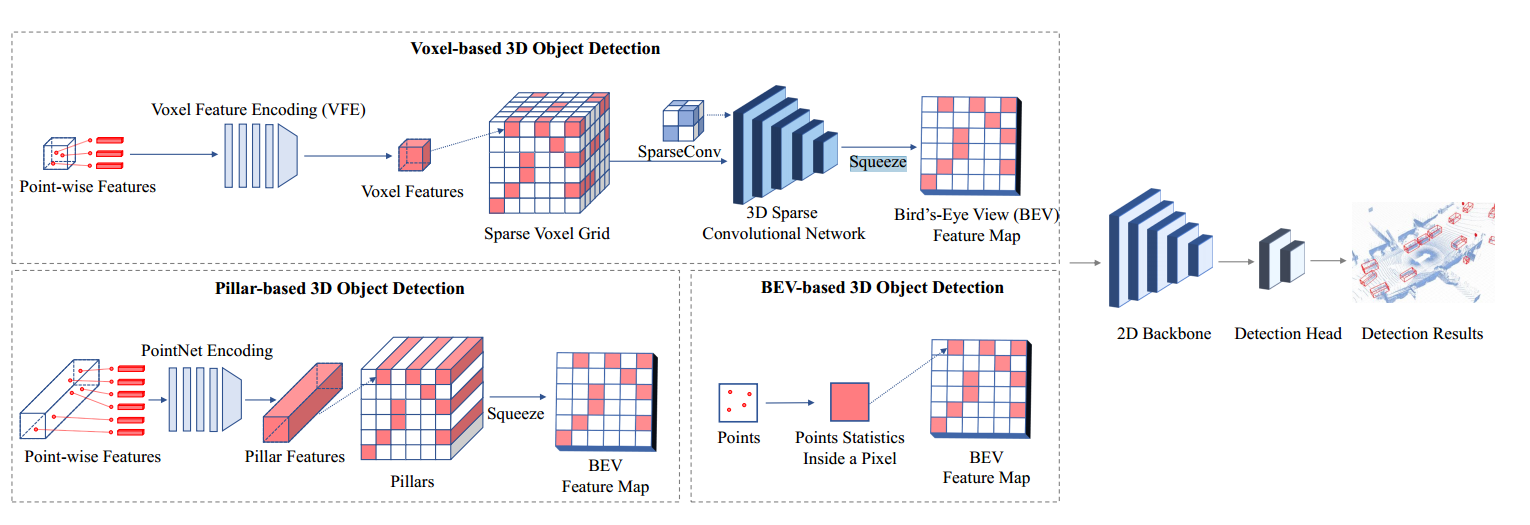 Voxel-based 3D Object Detection
Voxel Feature Encoding (VFE)
Point-wise Features
Voxel Features
Sparse Voxel Grid
SparseConv
3D Sparse
Convolutional Network
Squeeze
Bird's-Eye View (BEV)
Feature Map
Pillar-based 3D Object Detection
PointNet Encoding
Point-wise Features
Pillar Features
Pillars
Squeeze
BEV
Feature Map
BEV-based 3D Object Detection
Points
Points Statistics
Inside a Pixel
BEV
Feature Map
2D Backbone
Detection Head
Detection Results